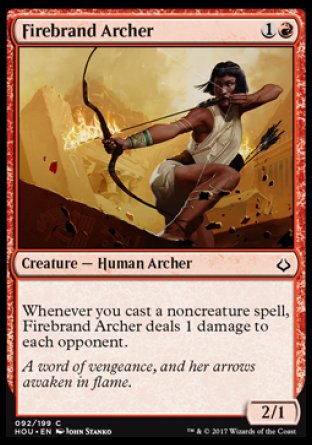 Firebrand Archer 1
Creature — Human Archer
Whenever you cast a noncreature spell,
Firebrand Archer deals 1 damage to
each opponent.
A word of vengeance, and her arrows
awaken in flame.
2/1
092/199 C
HOU • EN John Stanko
™ & © 2017 Wizards of the Coast